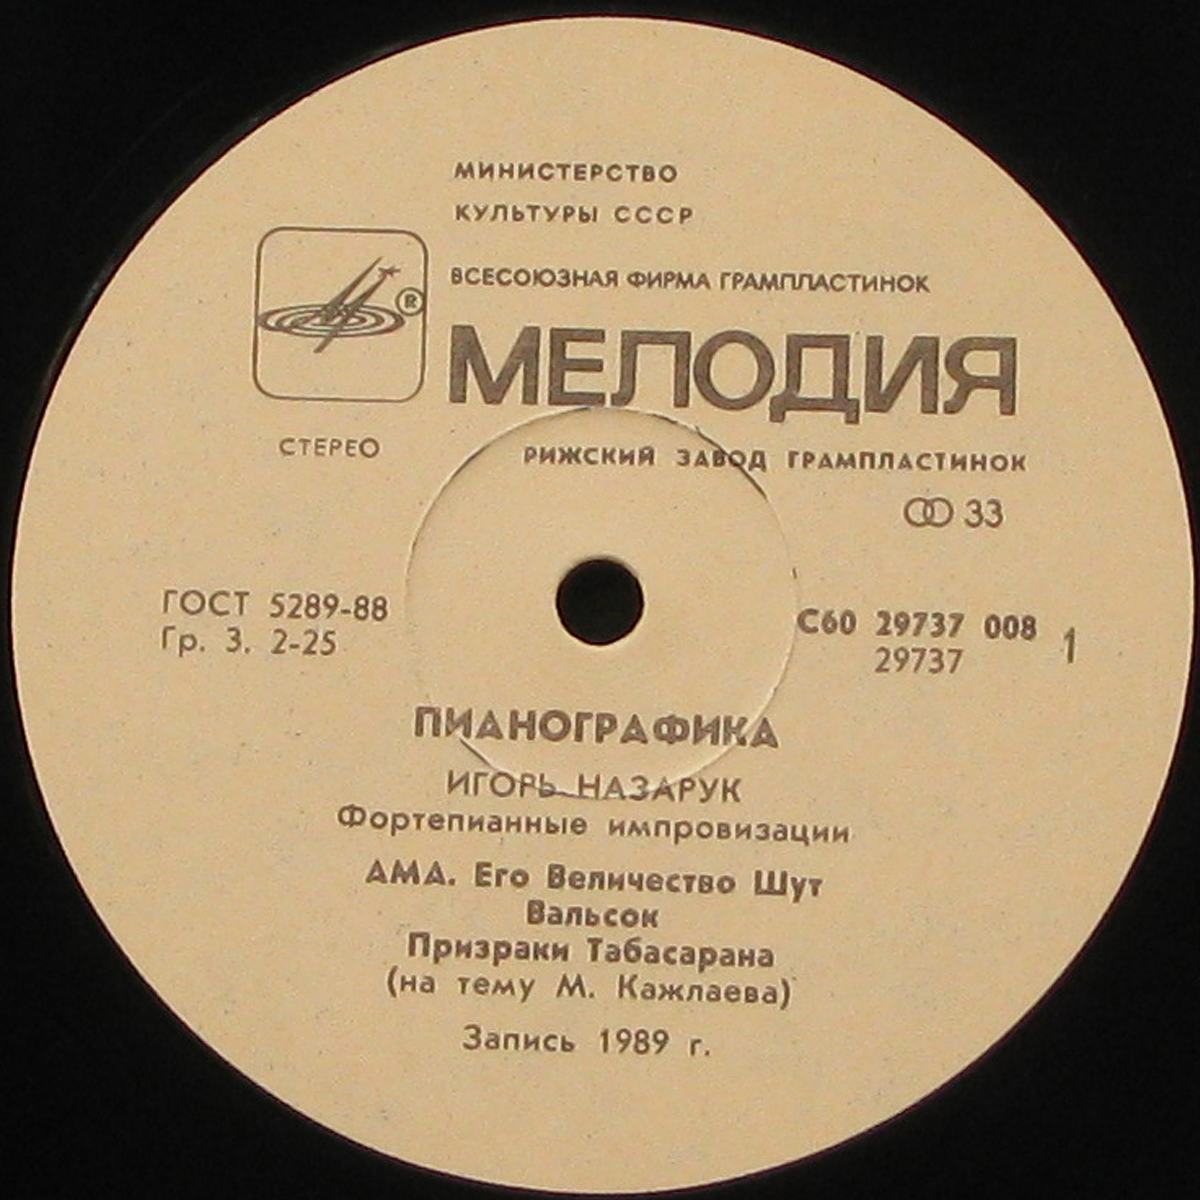 МИНИСТЕРСТВО
КУЛЬТУРЫ СССР
ВСЕСОЮЗНАЯ ФИРМА ГРАМПЛАСТИНОК
®
МЕЛОДИЯ
СТЕРЕО
РИЖСКИЙ ЗАВОД ГРАМПЛАСТИНОК
33
ГОСТ 5289-88
Гр. 3. 2-25
С60 29737 008
29737
1
ПИАНОГРАФИКА
ИГОРЬ НАЗАРУК
Фортепианные импровизации
АМА. Его Величество Шут
Вальсок
Призраки Табасарана
(на тему М. Кажлаева)
Запись 1989 г.